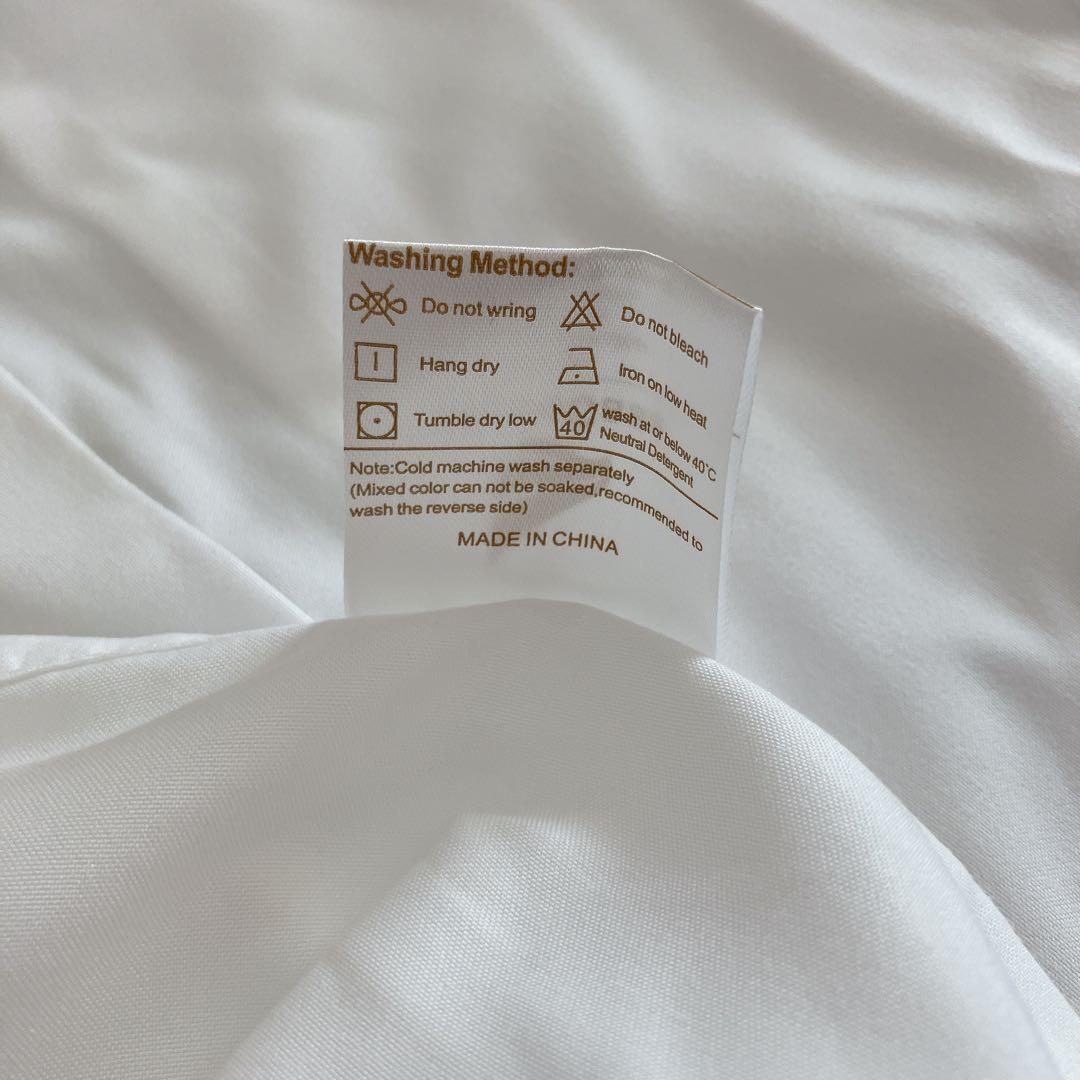 Washing Method:
Do not wring
Do not bleach
Hang dry
Iron on low heat
Tumble dry low
40
wash at or below 40°C
Neutral Detergent
Note:Cold machine wash separately
(Mixed color can not be soaked,recommended to
wash the reverse side)
MADE IN CHINA